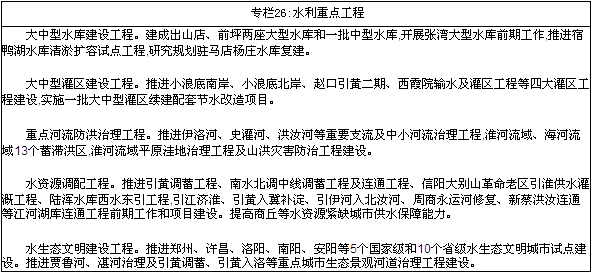 专栏26:水利重点工程
大中型水库建设工程。建成出山店、前坪两座大型水库和一批中型水库,开展张湾大型水库前期工作,推进宿
鸭湖水库清淤扩容试点工程,研究规划驻马店杨庄水库复建。
大中型灌区建设工程。推进小浪底南岸、小浪底北岸、赵口引黄二期、西霞院输水及灌区工程等四大灌区工
程建设,实施一批大中型灌区续建配套节水改造项目。
重点河流防洪治理工程。推进伊洛河、史灌河、洪汝河等重要支流及中小河流治理工程,淮河流域、海河流
域13个蓄滞洪区,淮河流域平原洼地治理工程及山洪灾害防治工程建设。
水资源调配工程。推进引黄调蓄工程、南水北调中线调蓄工程及连通工程、信阳大别山革命老区引淮供水灌
溉工程、陆浑水库西水东引工程,引江济淮、引黄入冀补淀、引伊河入北汝河、周商永运河修复、新蔡洪汝连通
等江河湖库连通工程前期工作和项目建设。提高商丘等水资源紧缺城市供水保障能力。
水生态文明建设工程。推进郑州、许昌、洛阳、南阳、安阳等5个国家级和10个省级水生态文明城市试点建
设。推进贾鲁河、湛河治理及引黄调蓄、引黄入洛等重点城市生态景观河道治理工程建设。